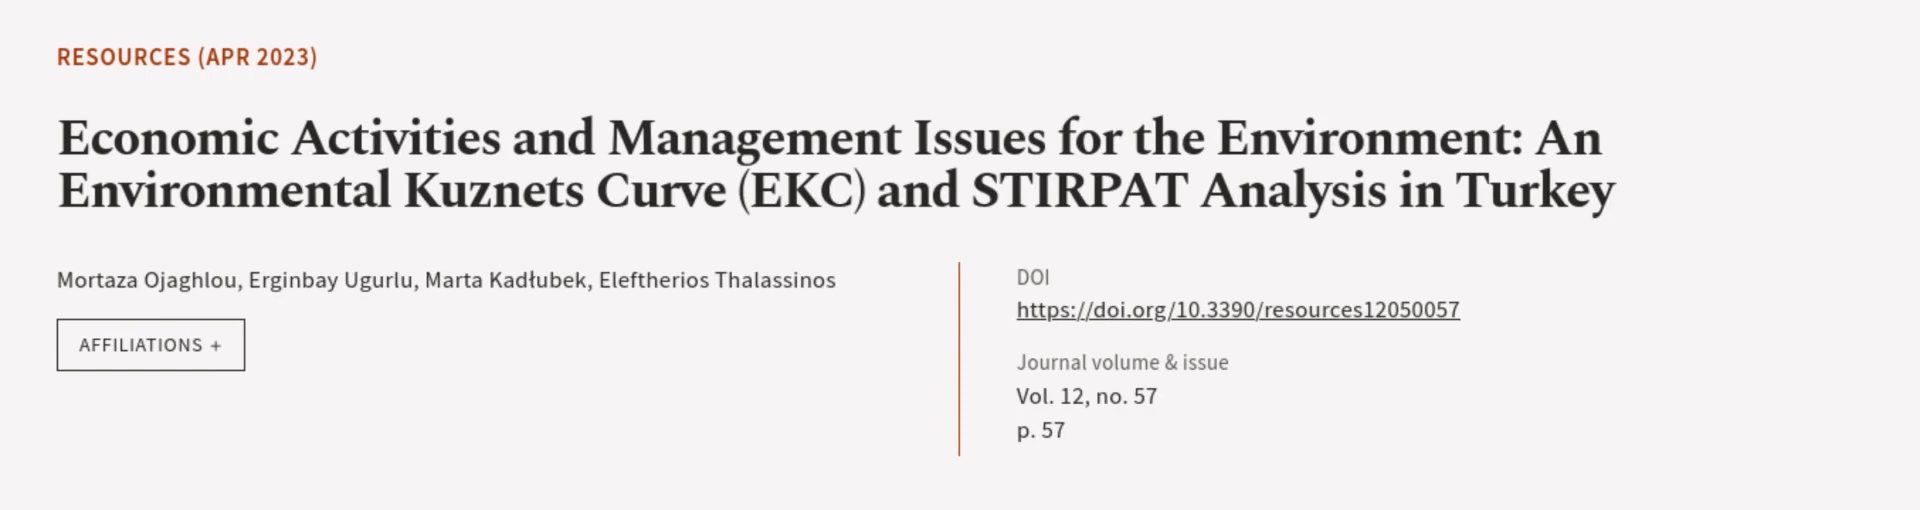 RESOURCES (APR 2023)
Economic Activities and Management Issues for the Environment: An
Environmental Kuznets Curve (EKC) and STIRPAT Analysis in Turkey
Mortaza Ojaghlou, Erginbay Ugurlu, Marta Kadłubek, Eleftherios Thalassinos
AFFILIATIONS +
DOI
https://doi.org/10.3390/resources12050057
Journal volume & issue
Vol. 12, no. 57
p. 57